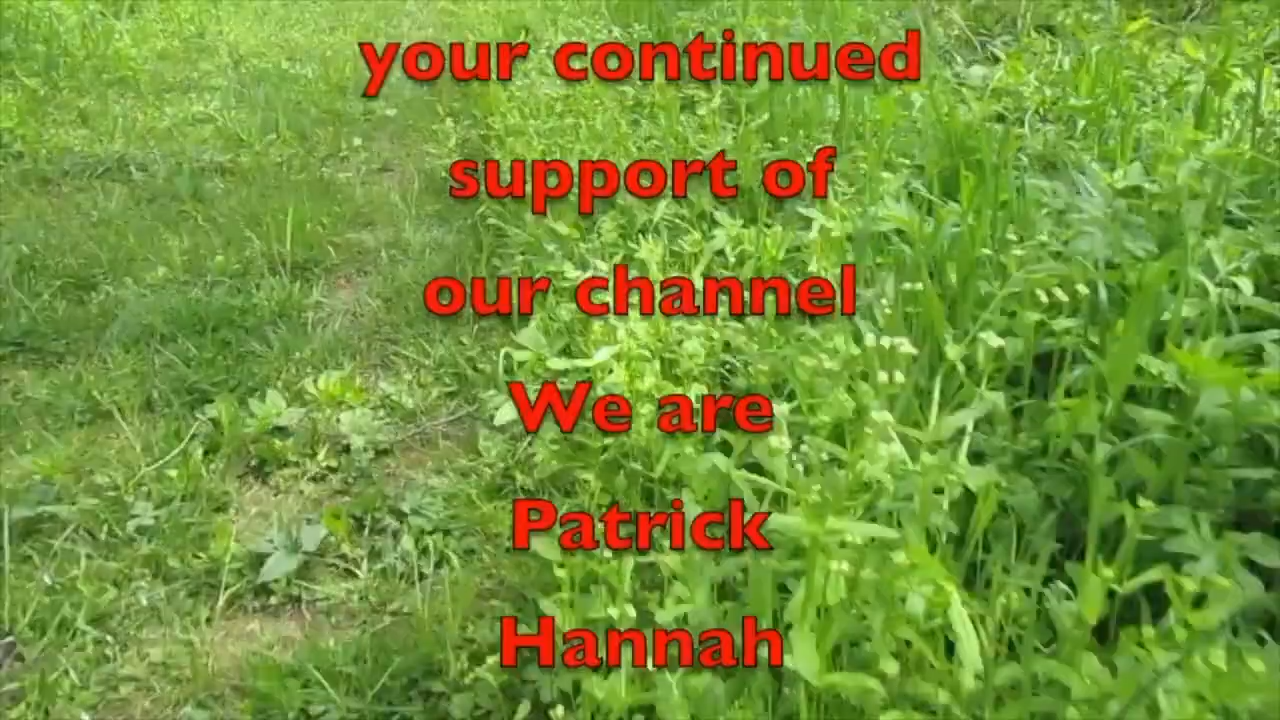 your continued
support of
our channel
We are
Patrick
Hannah